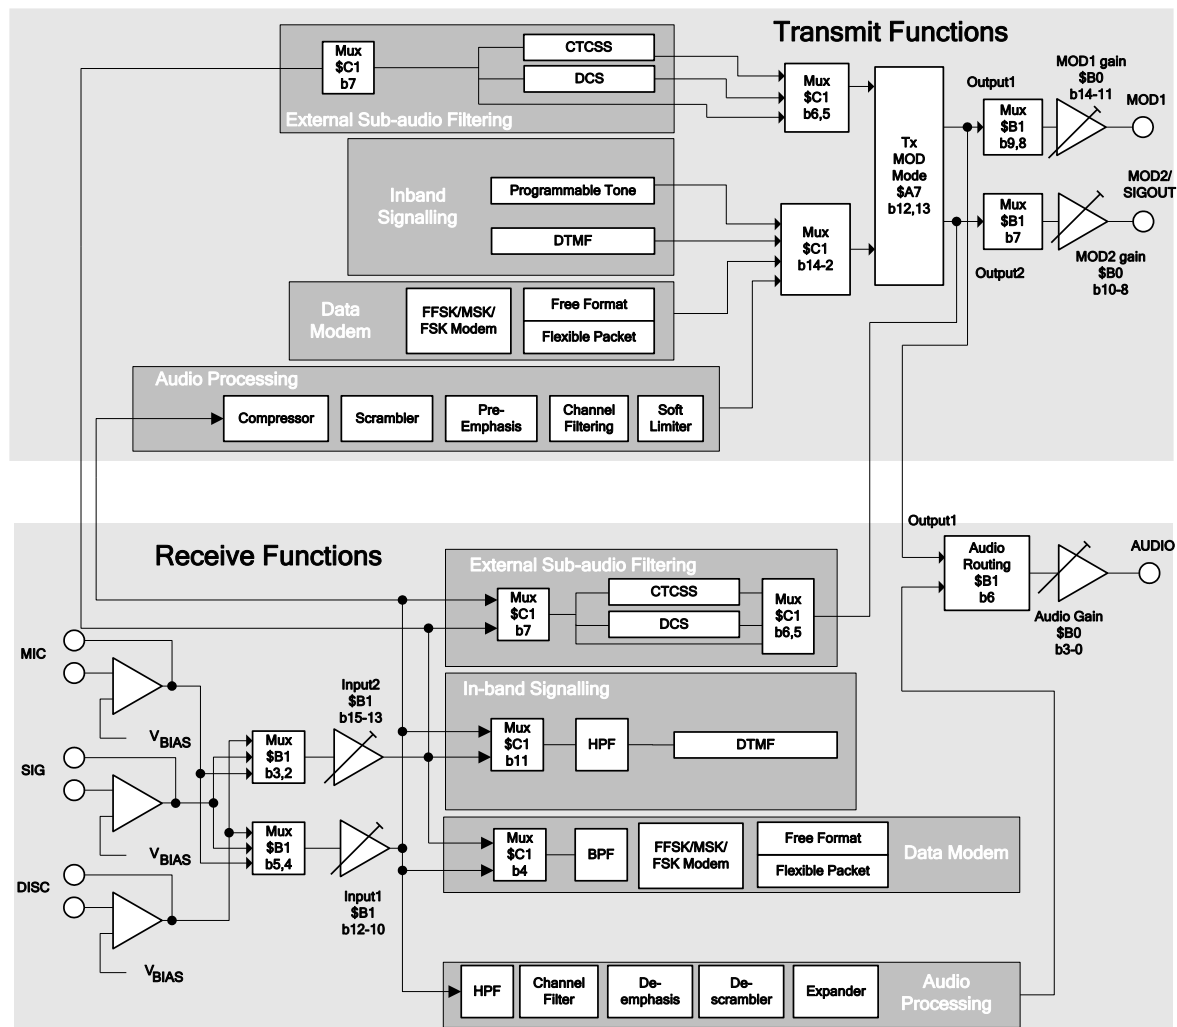 Transmit Functions
Mux
$C1
b7
CTCSS
DCS
External Sub-audio Filtering
Mux
$C1
b6,5
Tx
MOD
Mode
$A7
b12,13
Output1
Mux
$B1
b9,8
MOD1 gain
$B0
b14-11
MOD1
Inband
Signalling
Programmable Tone
DTMF
Mux
$C1
b14-2
Mux
$B1
b7
Output2
MOD2/
SIGOUT
MOD2 gain
$B0
b10-8
Data
Modem
FFSK/MSK/
FSK Modem
Free Format
Flexible Packet
Audio Processing
Compressor
Scrambler
Pre-
Emphasis
Channel
Filtering
Soft
Limiter
Receive Functions
Output1
Audio
Routing
$B1
b6
AUDIO
Audio Gain
$B0
b3-0
External Sub-audio Filtering
Mux
$C1
b7
CTCSS
DCS
Mux
$C1
b6,5
MIC
VBIAS
SIG
VBIAS
DISC
VBIAS
Mux
$B1
b3,2
Input2
$B1
b15-13
Mux
$B1
b5,4
Input1
$B1
b12-10
In-band Signalling
Mux
$C1
b11
HPF
DTMF
Mux
$C1
b4
BPF
FFSK/MSK/
FSK Modem
Free Format
Flexible Packet
Data Modem
HPF
Channel
Filter
De-
emphasis
De-
scrambler
Expander
Audio
Processing